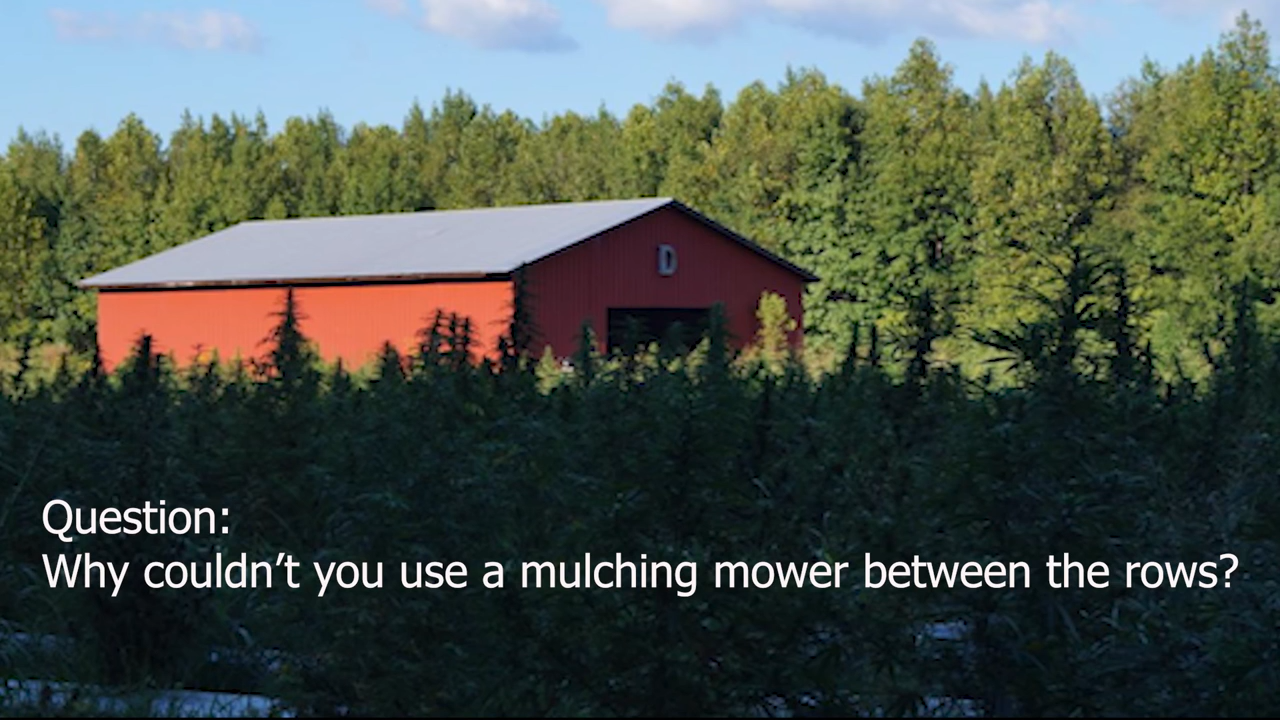 D
Question:
Why couldn’t you use a mulching mower between the rows?